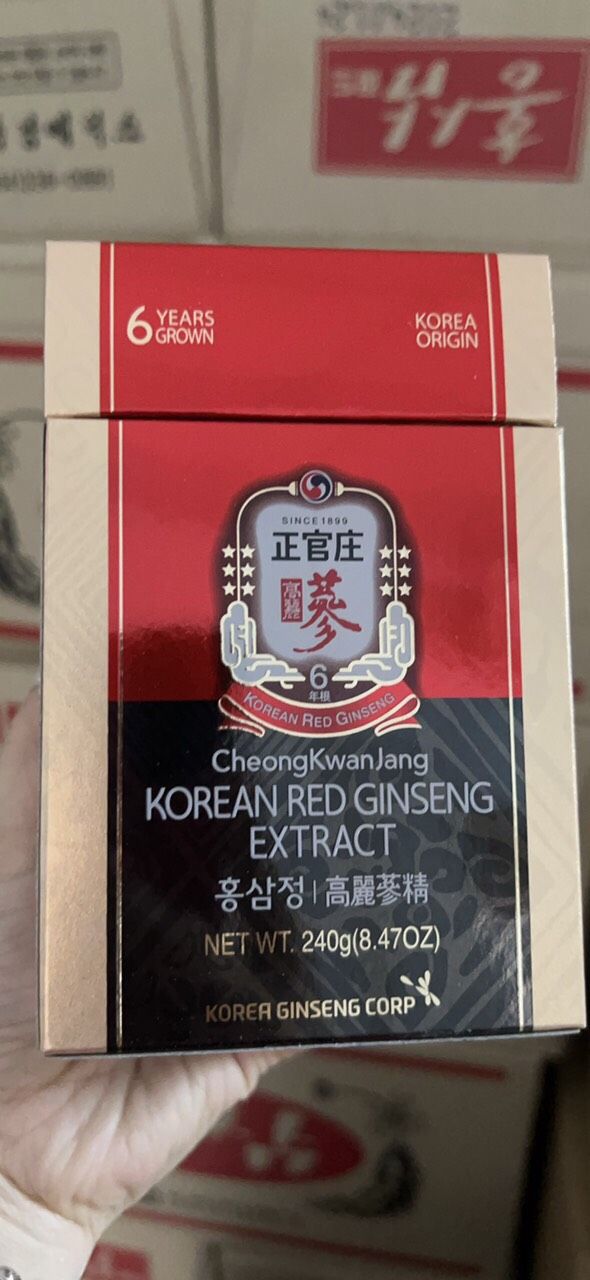 홍삼
6 YEARS GROWN
KOREA ORIGIN
SINCE 1899
正官庄
高麗
蔘
6
年根
KOREAN RED GINSENG
CheongKwanJang
KOREAN RED GINSENG
EXTRACT
홍삼정 | 高麗蔘精
NET WT. 240g(8.47OZ)
KOREA GINSENG CORP